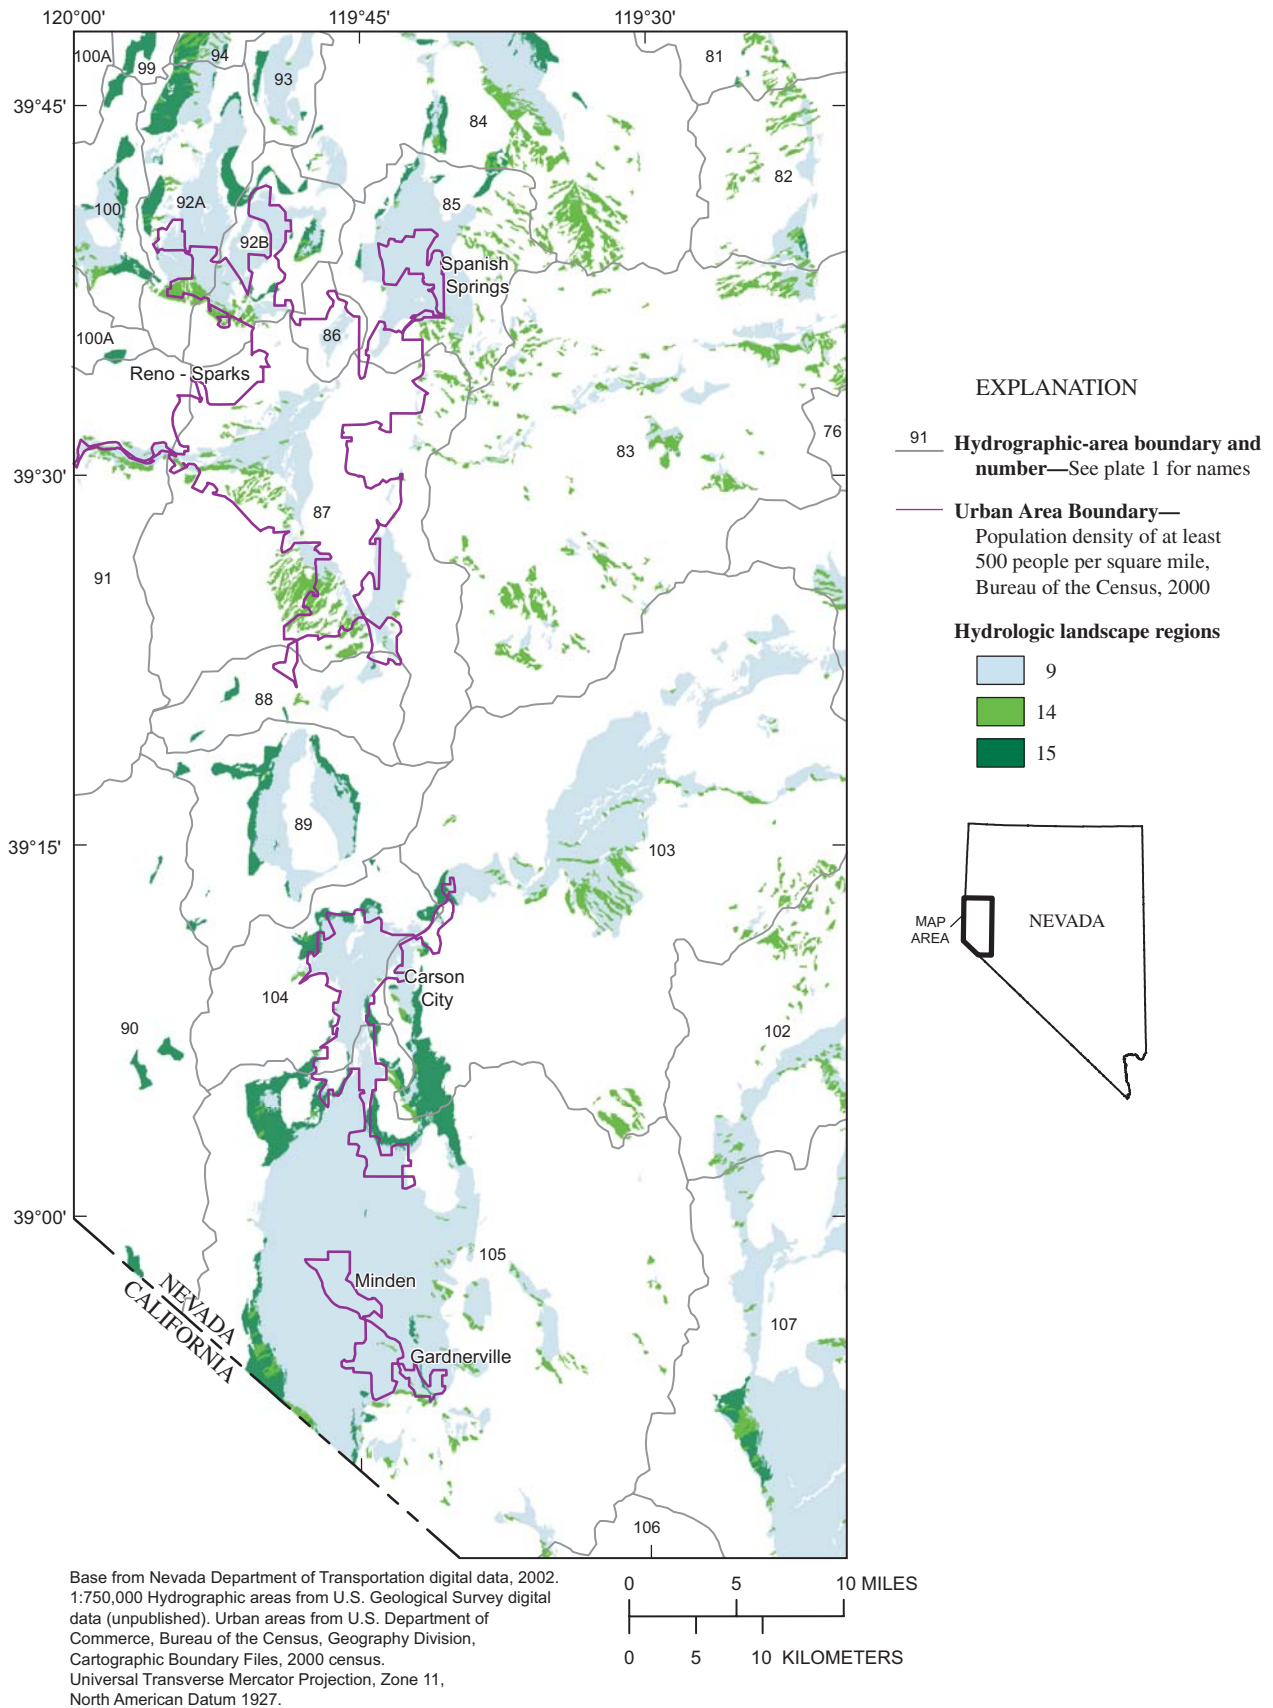 120°00'
119°45'
119°30'
100A
99
94
93
81
39°45'
84
82
100
92A
85
92B
Spanish
Springs
86
100A
Reno - Sparks
76
83
39°30'
87
91
88
89
39°15'
103
Carson
City
104
90
102
39°00'
105
Minden
NEVADA
CALIFORNIA
107
Gardnerville
106
EXPLANATION
91 Hydrographic-area boundary and
number—See plate 1 for names
Urban Area Boundary—
Population density of at least
500 people per square mile,
Bureau of the Census, 2000
Hydrologic landscape regions
9
14
15
MAP
AREA
NEVADA
Base from Nevada Department of Transportation digital data, 2002.
1:750,000 Hydrographic areas from U.S. Geological Survey digital
data (unpublished). Urban areas from U.S. Department of
Commerce, Bureau of the Census, Geography Division,
Cartographic Boundary Files, 2000 census.
Universal Transverse Mercator Projection, Zone 11,
North American Datum 1927.
0 5 10 MILES
0 5 10 KILOMETERS